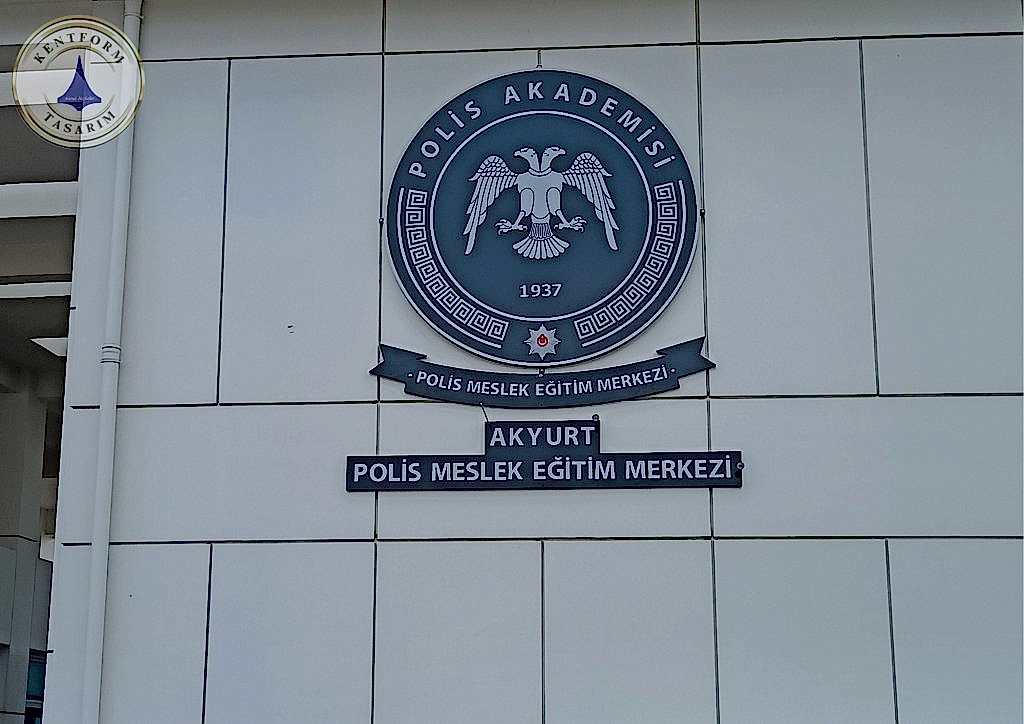 KENTFORM
TASARIM
POLİS AKADEMİSİ
1937
· POLİS MESLEK EĞİTİM MERKEZİ ·
AKYURT
POLİS MESLEK EĞİTİM MERKEZİ